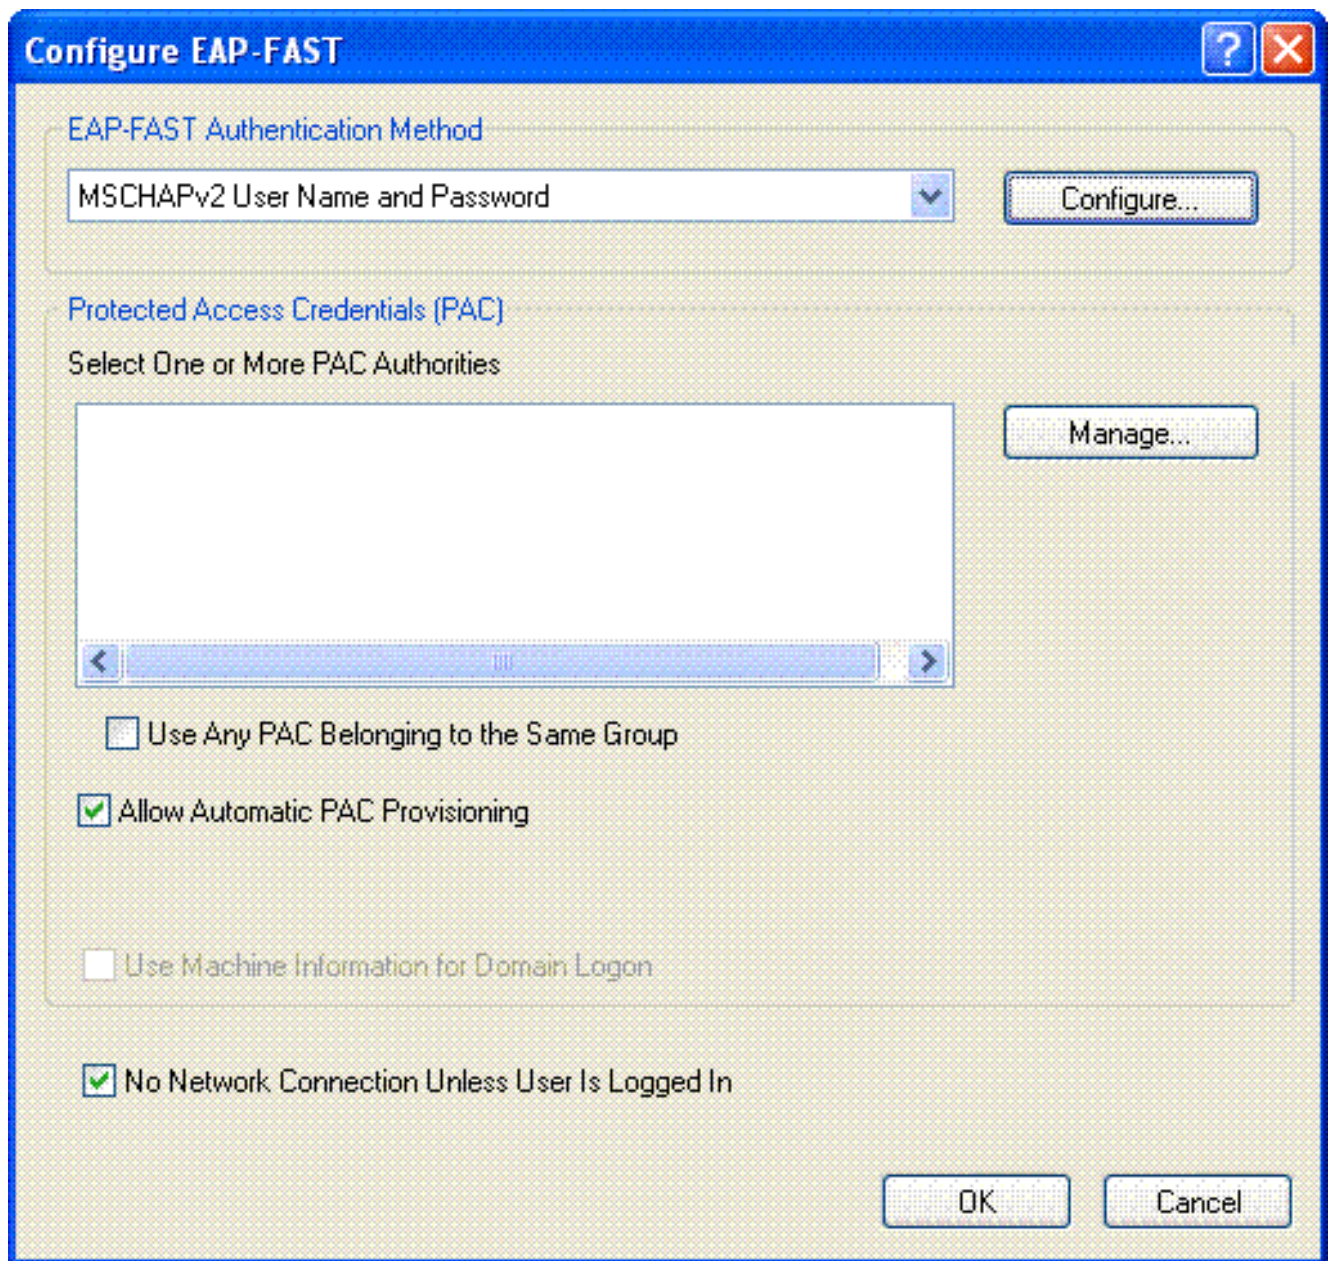 Configure EAP-FAST
EAP-FAST Authentication Method
MSCHAPv2 User Name and Password
Configure...
Protected Access Credentials (PAC)
Select One or More PAC Authorities
Manage...
Use Any PAC Belonging to the Same Group
Allow Automatic PAC Provisioning
Use Machine Information for Domain Logon
No Network Connection Unless User Is Logged In
OK
Cancel